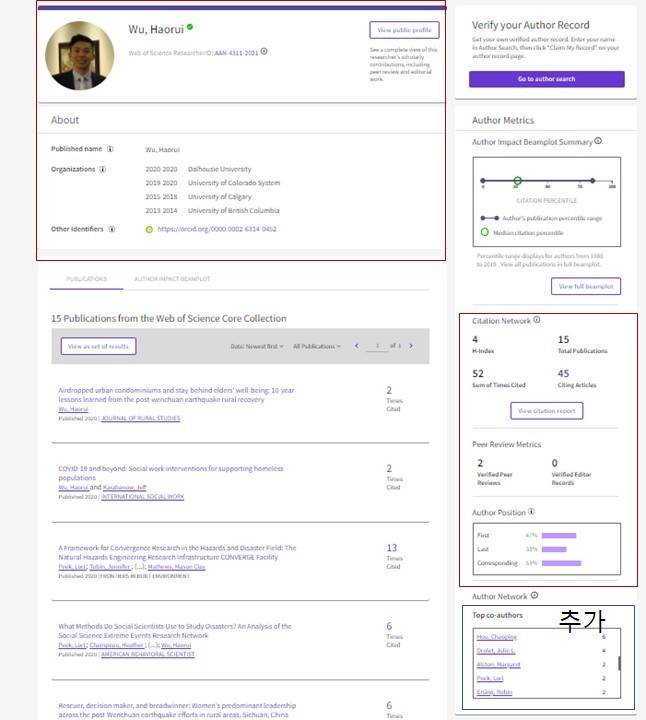 Wu, Haorui
Web of Science ResearcherID: AAN-4311-2021
View public profile
See a complete view of this
researcher's scholarly
contributions, including
peer review and editorial
work.
About
Published name
Wu, Haorui
Organizations
2020 2020 Dalhousie University
2019 2020 University of Colorado System
2015 2018 University of Calgary
2013 2014 University of British Columbia
Other Identifiers
https://orcid.org/0000 0002 6314 0452
PUBLICATIONS
AUTHOR IMPACT BEAMPLOT
15 Publications from the Web of Science Core Collection
View as set of results
Date: Newest first
All Publications
1 of 1
Airdropped urban condominiums and stay behind elders' well being: 10 year
lessons learned from the post wenchuan earthquake rural recovery
Wu, Haorui
Published 2020 | JOURNAL OF RURAL STUDIES
2
Times
Cited
COVID 19 and beyond: Social work interventions for supporting homeless
populations
Wu, Haorui and Karabanow, Jeff
Published 2020 | INTERNATIONAL SOCIAL WORK
2
Times
Cited
A Framework for Convergence Research in the Hazards and Disaster Field: The
Natural Hazards Engineering Research Infrastructure CONVERGE Facility
Peek, Lori; Tobin, Jennifer; (...); Mathews, Mason Clay
Published 2020 | FRONTIERS IN BUILT ENVIRONMENT
13
Times
Cited
What Methods Do Social Scientists Use to Study Disasters? An Analysis of the
Social Science Extreme Events Research Network
Peek, Lori; Champeau, Heather; (...); Wu, Haorui
Published 2020 | AMERICAN BEHAVIORAL SCIENTIST
6
Times
Cited
Rescuer, decision maker, and breadwinner: Women's predominant leadership
across the post Wenchuan earthquake efforts in rural areas, Sichuan, China
6
Times
Verify your Author Record
Get your own verified author record. Enter your name
in Author Search, then click "Claim My Record" on your
author record page.
Go to author search
Author Metrics
Author Impact Beamplot Summary
0 50 75 100
CITATION PERCENTILE
Author's publication percentile range
Median citation percentile
Percentile range displays for authors from 1980
to 2019. View all publications in full beamplot.
View full beamplot
Citation Network
4 15
H-Index Total Publications
52 45
Sum of Times Cited Citing Articles
View citation report
Peer Review Metrics
2 0
Verified Peer Verified Editor
Reviews Records
Author Position
First 47%
Last 33%
Corresponding 53%
Author Network
Top co-authors
추가
Hou, Chaoping 6
Drolet, Julie L. 4
Alston, Margaret 2
Peek, Lori 2
Ersing, Robin 2